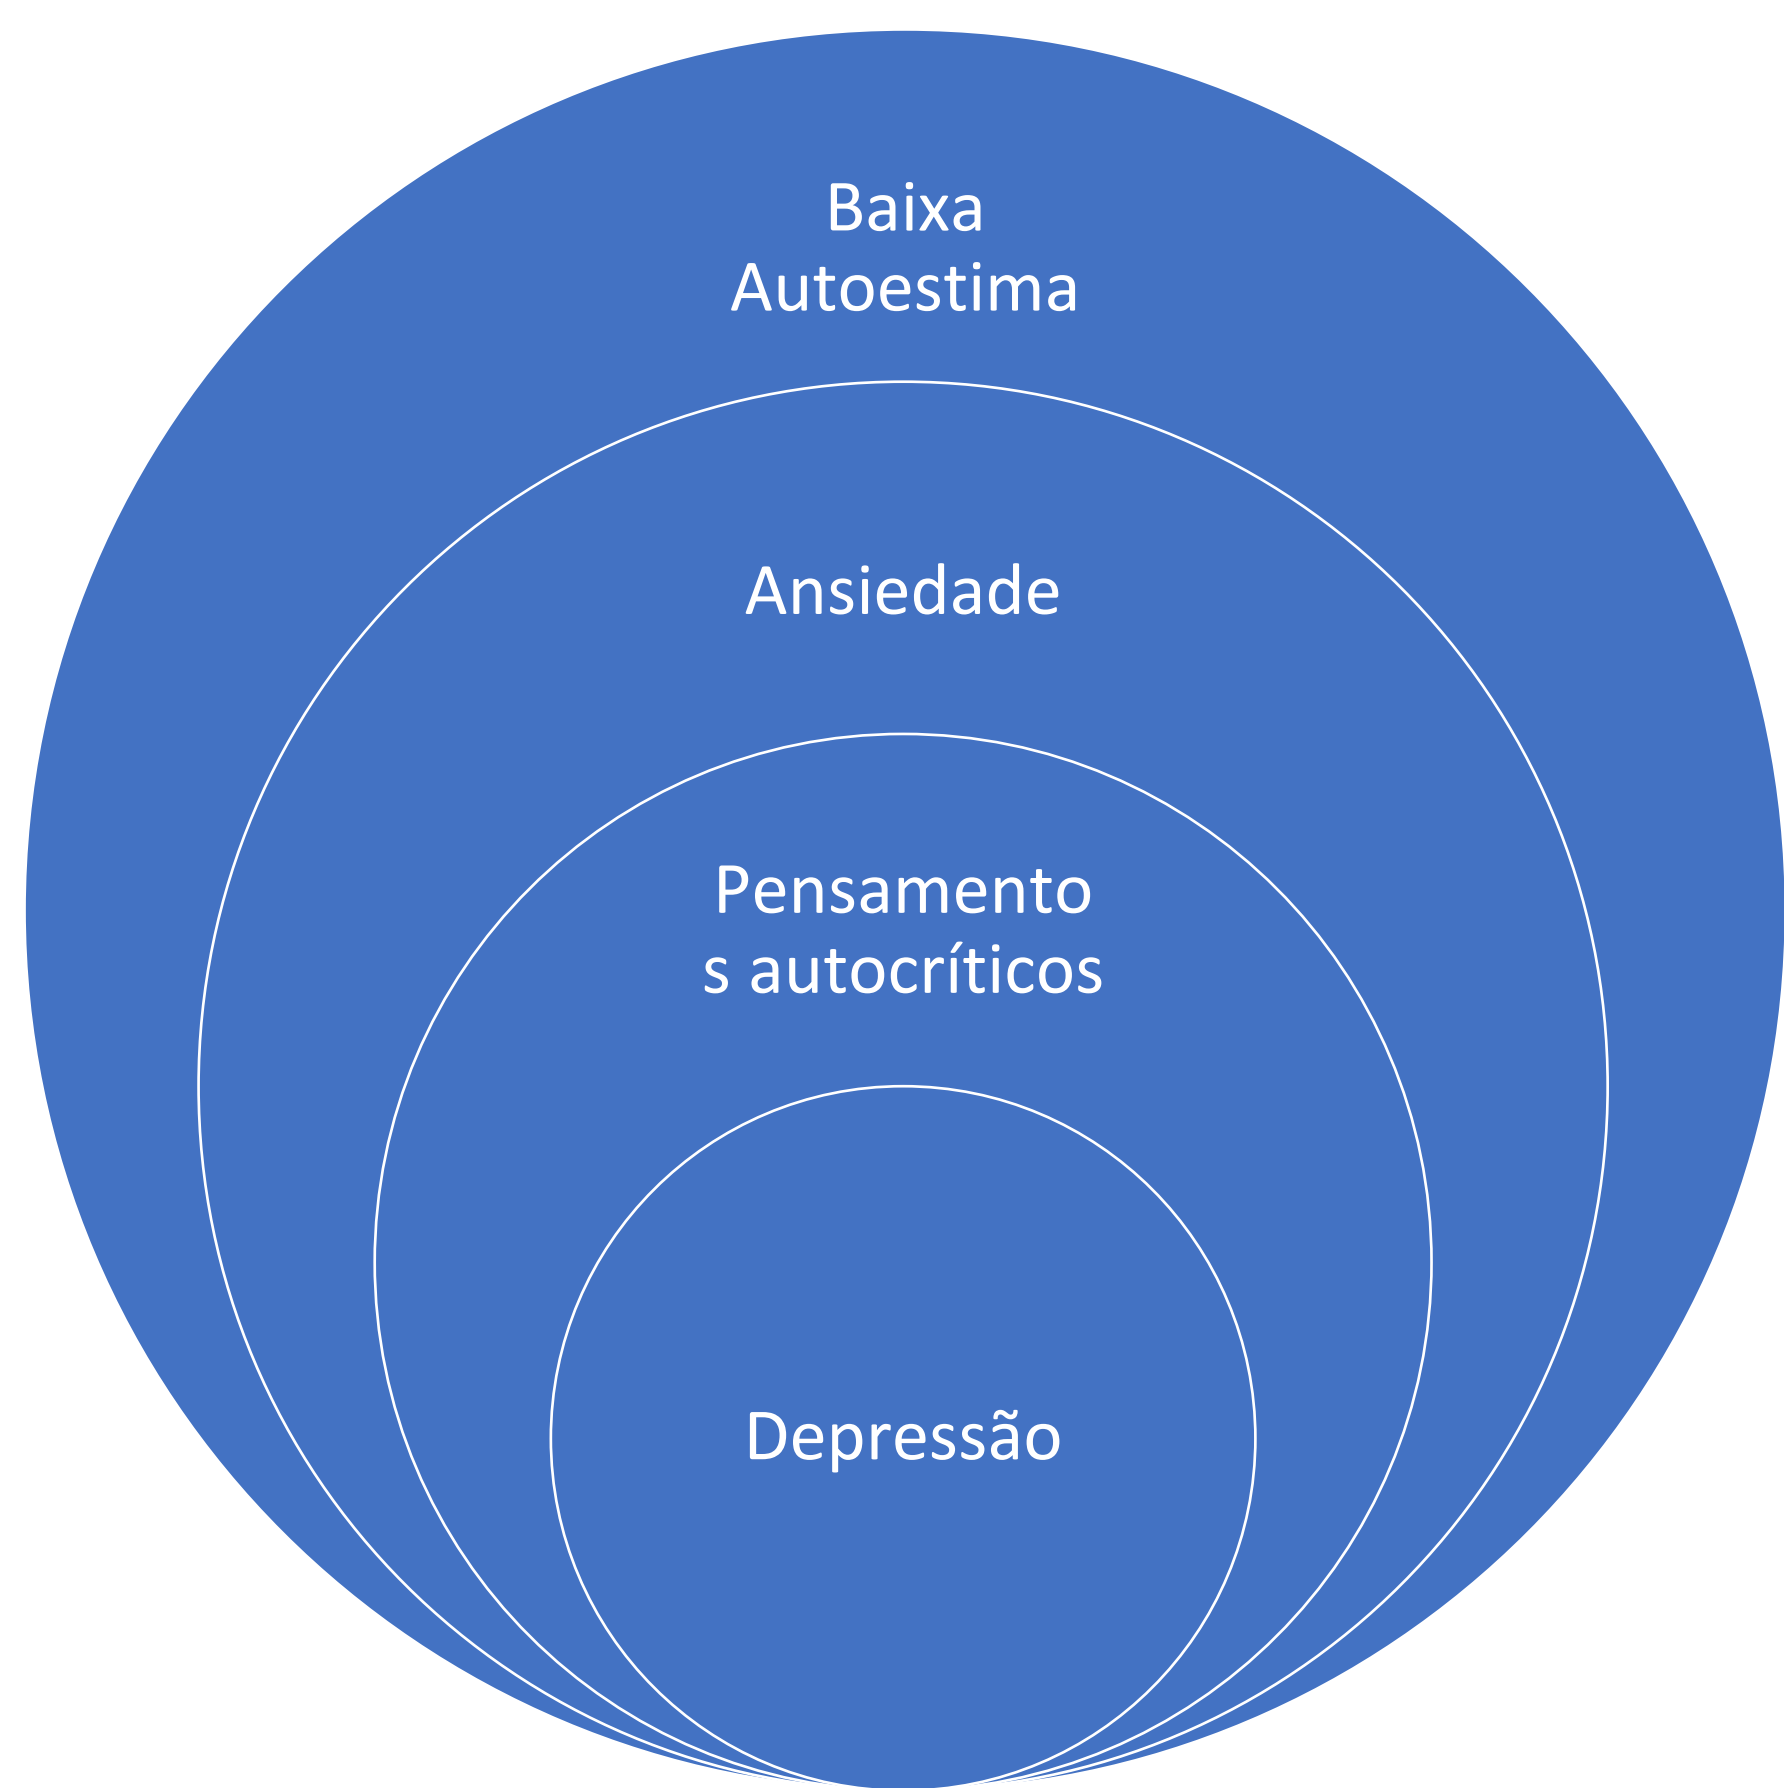 Baixa
Autoestima
Ansiedade
Pensamento
s autocríticos
Depressão